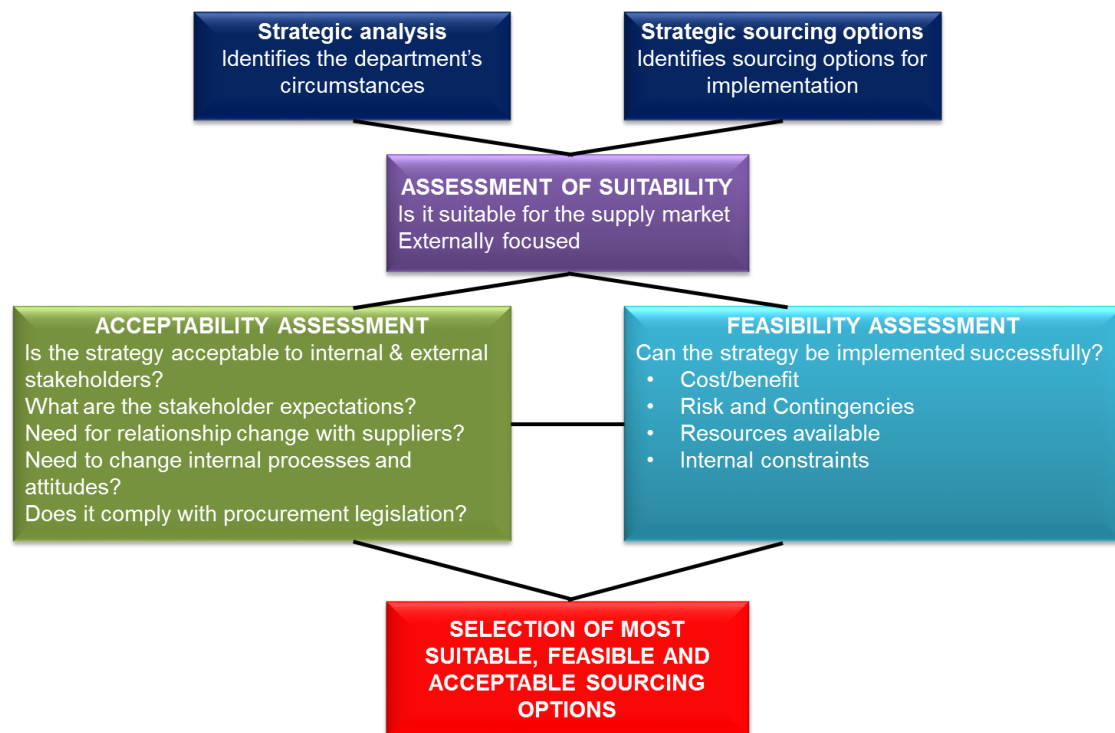 Strategic analysis
Identifies the department's
circumstances
Strategic sourcing options
Identifies sourcing options for
implementation
ASSESSMENT OF SUITABILITY
Is it suitable for the supply market
Externally focused
ACCEPTABILITY ASSESSMENT
Is the strategy acceptable to internal & external
stakeholders?
What are the stakeholder expectations?
Need for relationship change with suppliers?
Need to change internal processes and
attitudes?
Does it comply with procurement legislation?
FEASIBILITY ASSESSMENT
Can the strategy be implemented successfully?
• Cost/benefit
• Risk and Contingencies
• Resources available
• Internal constraints
SELECTION OF MOST
SUITABLE, FEASIBLE AND
ACCEPTABLE SOURCING
OPTIONS